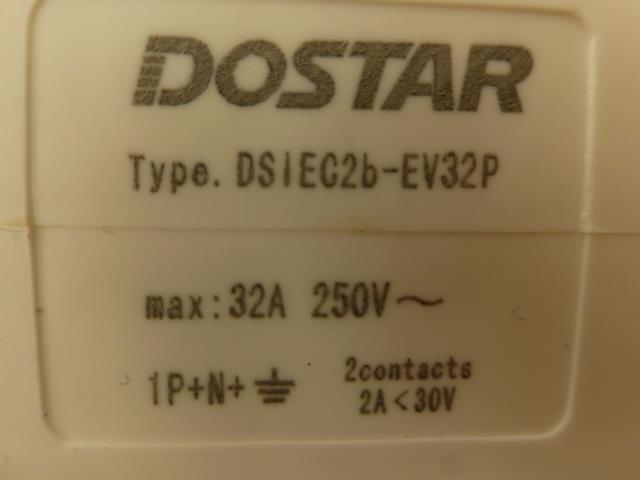 DOSTAR
Type. DSIEC2b-EV32P
max:32A 250V～
1P+N+⏚
2contacts
2A<30V